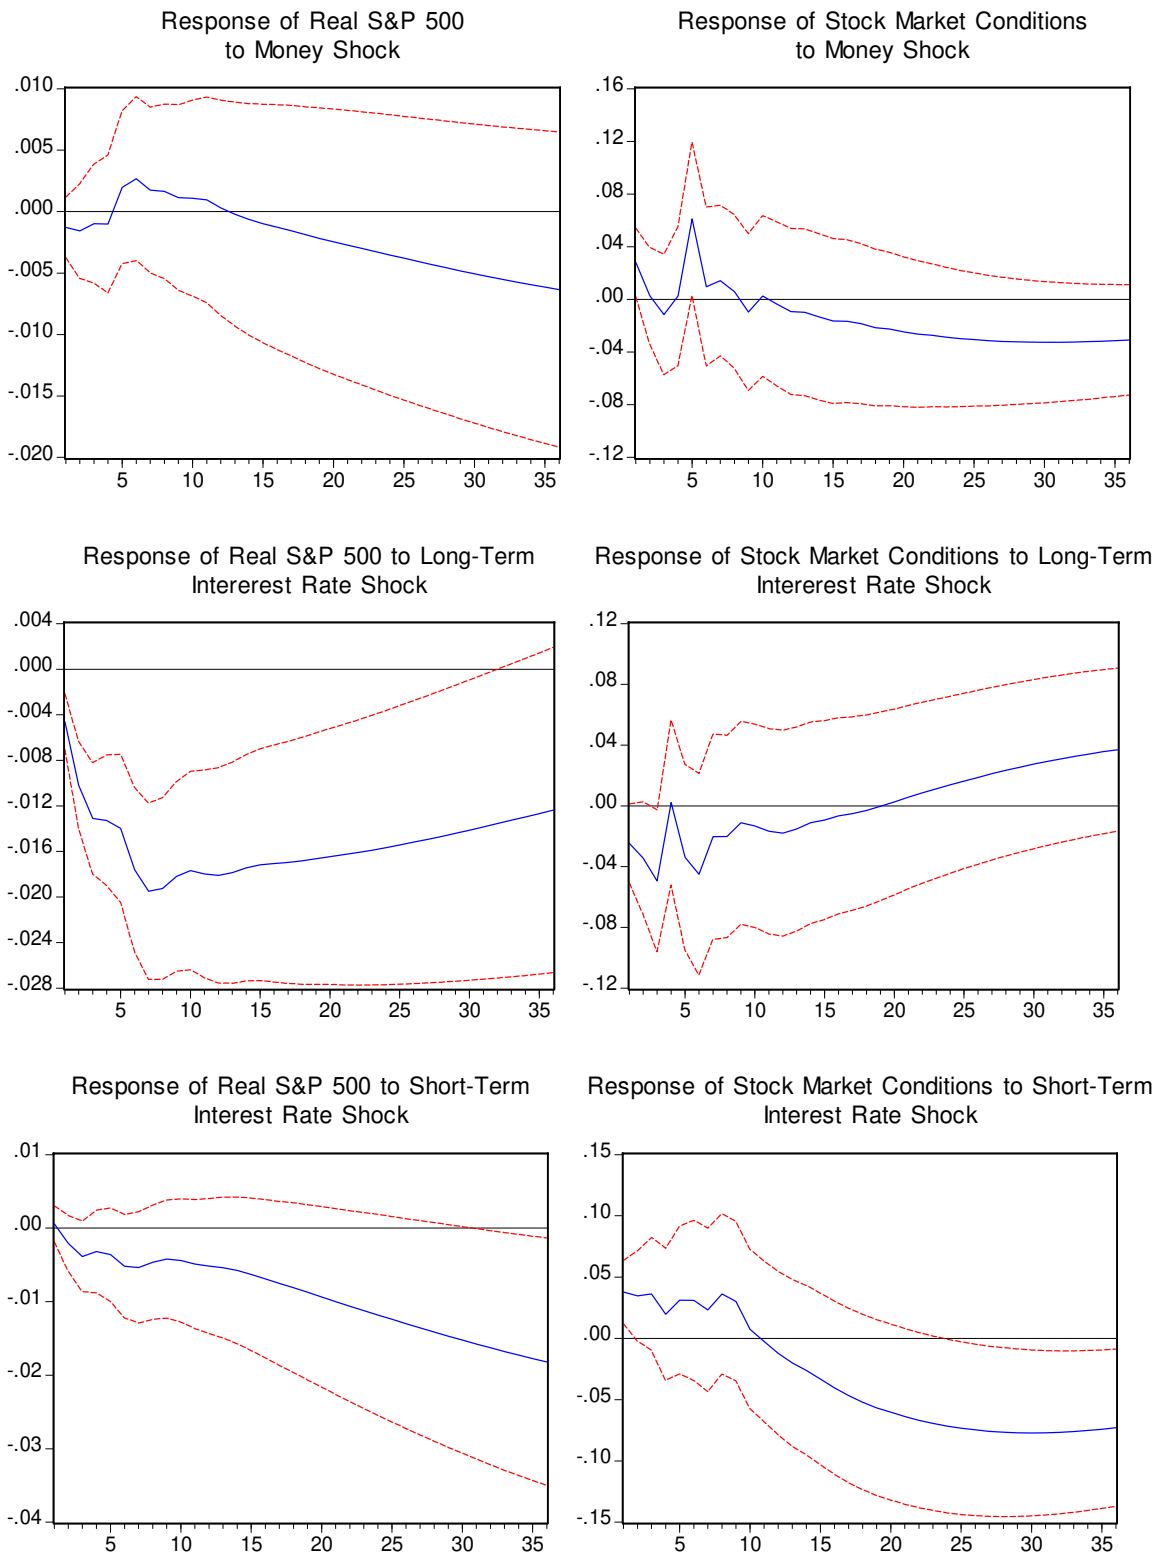 Response of Real S&P 500
to Money Shock
.010
.005
.000
-.005
-.010
-.015
-.020
5 10 15 20 25 30 35
Response of Stock Market Conditions
to Money Shock
.16
.12
.08
.04
.00
-.04
-.08
-.12
5 10 15 20 25 30 35
Response of Real S&P 500 to Long-Term
Intererest Rate Shock
.004
.000
-.004
-.008
-.012
-.016
-.020
-.024
-.028
5 10 15 20 25 30 35
Response of Stock Market Conditions to Long-Term
Intererest Rate Shock
.12
.08
.04
.00
-.04
-.08
-.12
5 10 15 20 25 30 35
Response of Real S&P 500 to Short-Term
Interest Rate Shock
.01
.00
-.01
-.02
-.03
-.04
5 10 15 20 25 30 35
Response of Stock Market Conditions to Short-Term
Interest Rate Shock
.15
.10
.05
.00
-.05
-.10
-.15
5 10 15 20 25 30 35